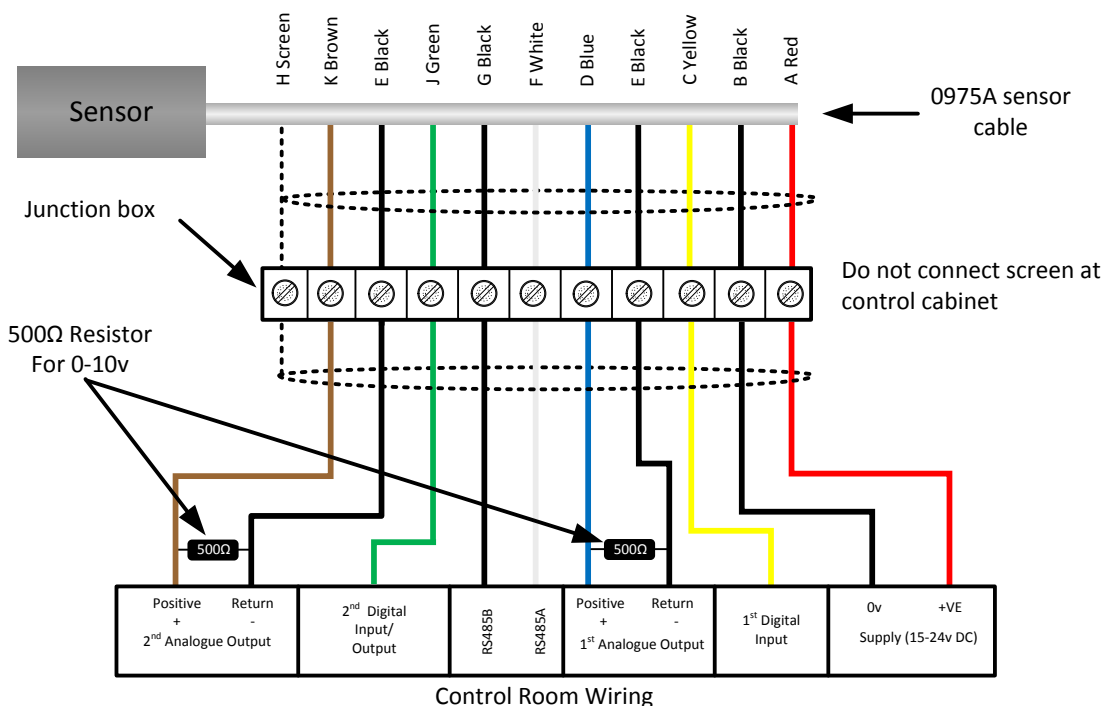 H Screen
K Brown
E Black
J Green
G Black
F White
D Blue
E Black
C Yellow
B Black
A Red
Sensor
0975A sensor
cable
Junction box
Do not connect screen at
control cabinet
500Ω Resistor
For 0-10v
500Ω
500Ω
Positive
+
Return
-
2nd Analogue Output
2nd Digital
Input/
Output
RS485B
RS485A
Positive
+
Return
-
1st Analogue Output
1st Digital
Input
0v
+VE
Supply (15-24v DC)
Control Room Wiring